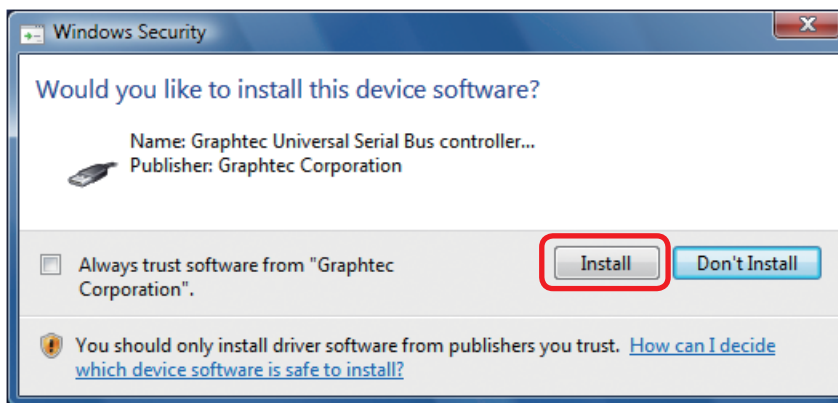 Windows Security
Would you like to install this device software?
Name: Graphtec Universal Serial Bus controller...
Publisher: Graphtec Corporation
Always trust software from "Graphtec
Corporation".
Install
Don't Install
You should only install driver software from publishers you trust. How can I decide
which device software is safe to install?